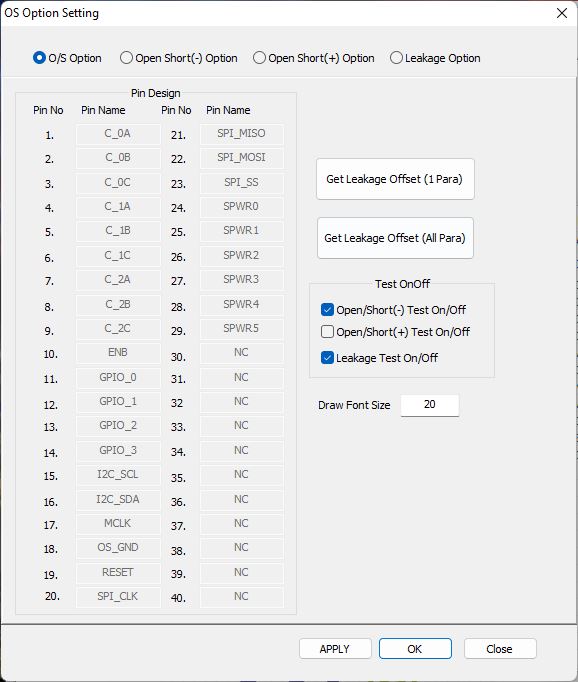 OS Option Setting
O/S Option Open Short(-) Option Open Short(+) Option Leakage Option
Pin Design
Pin No Pin Name Pin No Pin Name
1. C_0A 21. SPI_MISO
2. C_0B 22. SPI_MOSI
3. C_0C 23. SPI_SS
4. C_1A 24. SPWR0
5. C_1B 25. SPWR1
6. C_1C 26. SPWR2
7. C_2A 27. SPWR3
8. C_2B 28. SPWR4
9. C_2C 29. SPWR5
10. ENB 30. NC
11. GPIO_0 31. NC
12. GPIO_1 32 NC
13. GPIO_2 33. NC
14. GPIO_3 34. NC
15. I2C_SCL 35. NC
16. I2C_SDA 36. NC
17. MCLK 37. NC
18. OS_GND 38. NC
19. RESET 39. NC
20. SPI_CLK 40. NC
Get Leakage Offset (1 Para)
Get Leakage Offset (All Para)
Test OnOff
Open/Short(-) Test On/Off
Open/Short(+) Test On/Off
Leakage Test On/Off
Draw Font Size 20
APPLY OK Close